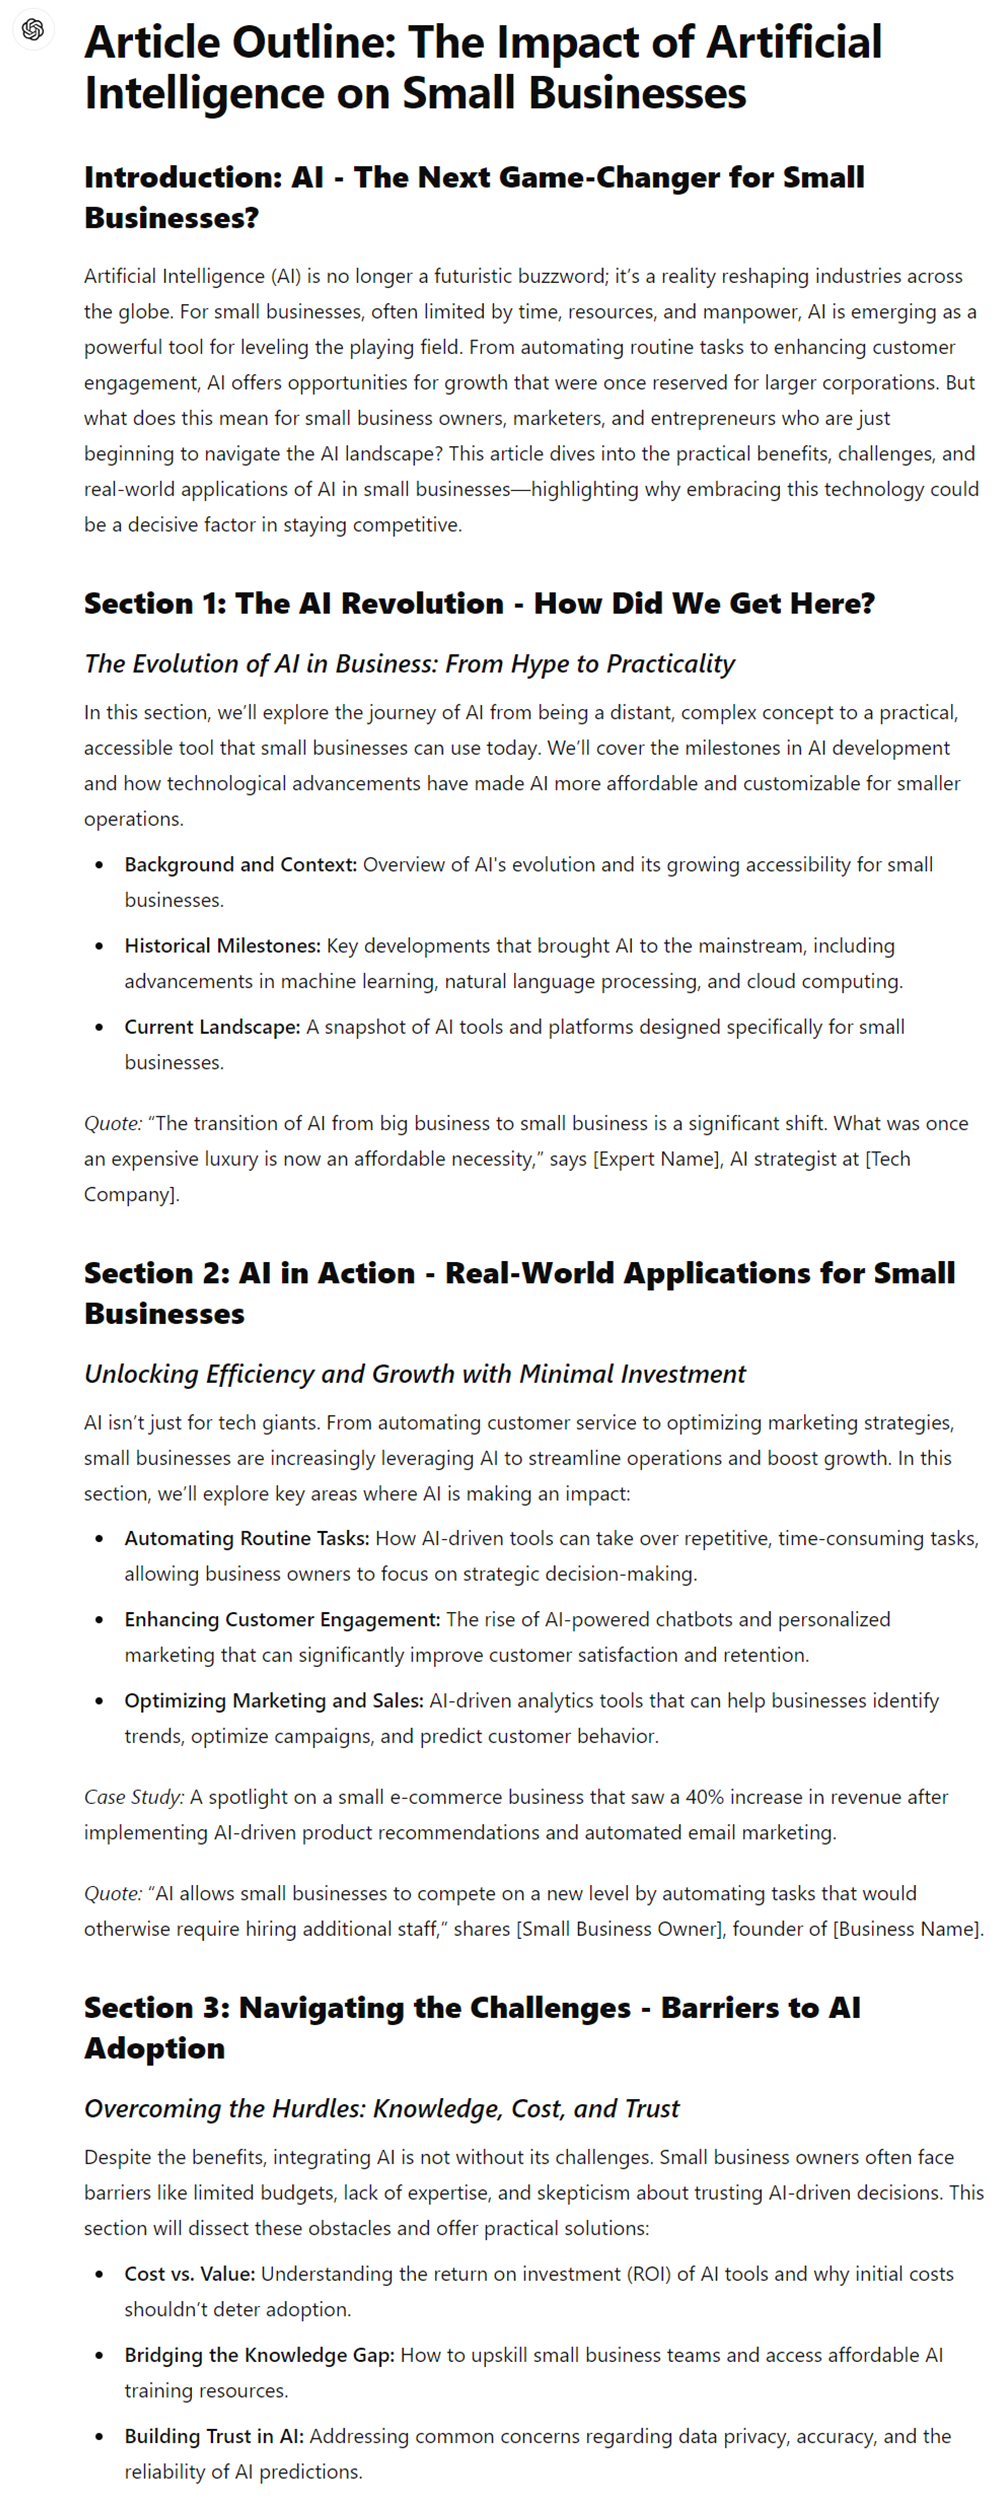 Article Outline: The Impact of Artificial
Intelligence on Small Businesses
Introduction: AI - The Next Game-Changer for Small
Businesses?
Artificial Intelligence (AI) is no longer a futuristic buzzword; it’s a reality reshaping industries across
the globe. For small businesses, often limited by time, resources, and manpower, AI is emerging as a
powerful tool for leveling the playing field. From automating routine tasks to enhancing customer
engagement, AI offers opportunities for growth that were once reserved for larger corporations. But
what does this mean for small business owners, marketers, and entrepreneurs who are just
beginning to navigate the AI landscape? This article dives into the practical benefits, challenges, and
real-world applications of AI in small businesses—highlighting why embracing this technology could
be a decisive factor in staying competitive.
Section 1: The AI Revolution - How Did We Get Here?
The Evolution of AI in Business: From Hype to Practicality
In this section, we’ll explore the journey of AI from being a distant, complex concept to a practical,
accessible tool that small businesses can use today. We’ll cover the milestones in AI development
and how technological advancements have made AI more affordable and customizable for smaller
operations.
• Background and Context: Overview of AI's evolution and its growing accessibility for small
businesses.
• Historical Milestones: Key developments that brought AI to the mainstream, including
advancements in machine learning, natural language processing, and cloud computing.
• Current Landscape: A snapshot of AI tools and platforms designed specifically for small
businesses.
Quote: “The transition of AI from big business to small business is a significant shift. What was once
an expensive luxury is now an affordable necessity,” says [Expert Name], AI strategist at [Tech
Company].
Section 2: AI in Action - Real-World Applications for Small
Businesses
Unlocking Efficiency and Growth with Minimal Investment
AI isn’t just for tech giants. From automating customer service to optimizing marketing strategies,
small businesses are increasingly leveraging AI to streamline operations and boost growth. In this
section, we’ll explore key areas where AI is making an impact:
• Automating Routine Tasks: How AI-driven tools can take over repetitive, time-consuming tasks,
allowing business owners to focus on strategic decision-making.
• Enhancing Customer Engagement: The rise of AI-powered chatbots and personalized
marketing that can significantly improve customer satisfaction and retention.
• Optimizing Marketing and Sales: AI-driven analytics tools that can help businesses identify
trends, optimize campaigns, and predict customer behavior.
Case Study: A spotlight on a small e-commerce business that saw a 40% increase in revenue after
implementing AI-driven product recommendations and automated email marketing.
Quote: “AI allows small businesses to compete on a new level by automating tasks that would
otherwise require hiring additional staff,” shares [Small Business Owner], founder of [Business Name].
Section 3: Navigating the Challenges - Barriers to AI
Adoption
Overcoming the Hurdles: Knowledge, Cost, and Trust
Despite the benefits, integrating AI is not without its challenges. Small business owners often face
barriers like limited budgets, lack of expertise, and skepticism about trusting AI-driven decisions. This
section will dissect these obstacles and offer practical solutions:
• Cost vs. Value: Understanding the return on investment (ROI) of AI tools and why initial costs
shouldn’t deter adoption.
• Bridging the Knowledge Gap: How to upskill small business teams and access affordable AI
training resources.
• Building Trust in AI: Addressing common concerns regarding data privacy, accuracy, and the
reliability of AI predictions.